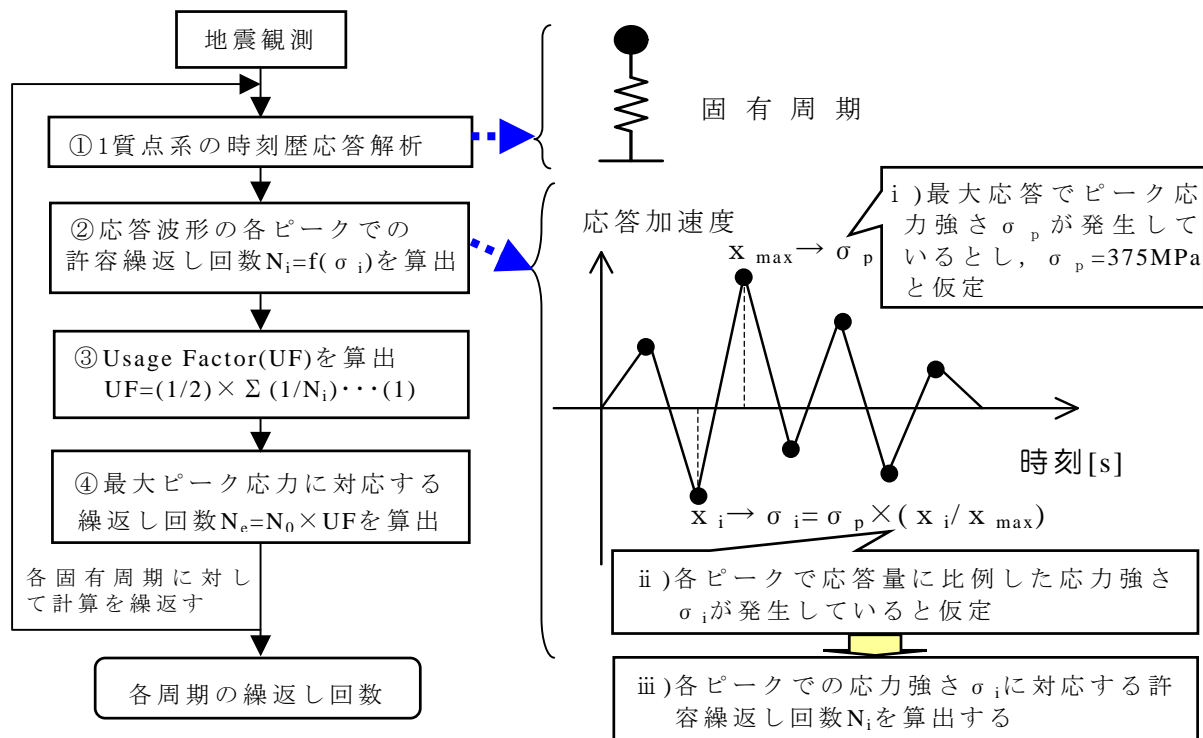 地震観測
①1質点系の時刻歴応答解析
②応答波形の各ピークでの
許容繰返し回数Ni=f(σi)を算出
③Usage Factor(UF)を算出
UF=(1/2)×Σ(1/Ni)･･･(1)
④最大ピーク応力に対応する
繰返し回数Ne=N0×UFを算出
各固有周期に対し
て計算を繰返す
各周期の繰返し回数
固有周期
ⅰ)最大応答でピーク応
力強さσpが発生して
いるとし，σp=375MPa
と仮定
応答加速度
xmax→σp
時刻[s]
xi→σi=σp×(xi/xmax)
ⅱ)各ピークで応答量に比例した応力強さ
σiが発生していると仮定
ⅲ)各ピークでの応力強さσiに対応する許
容繰返し回数Niを算出する